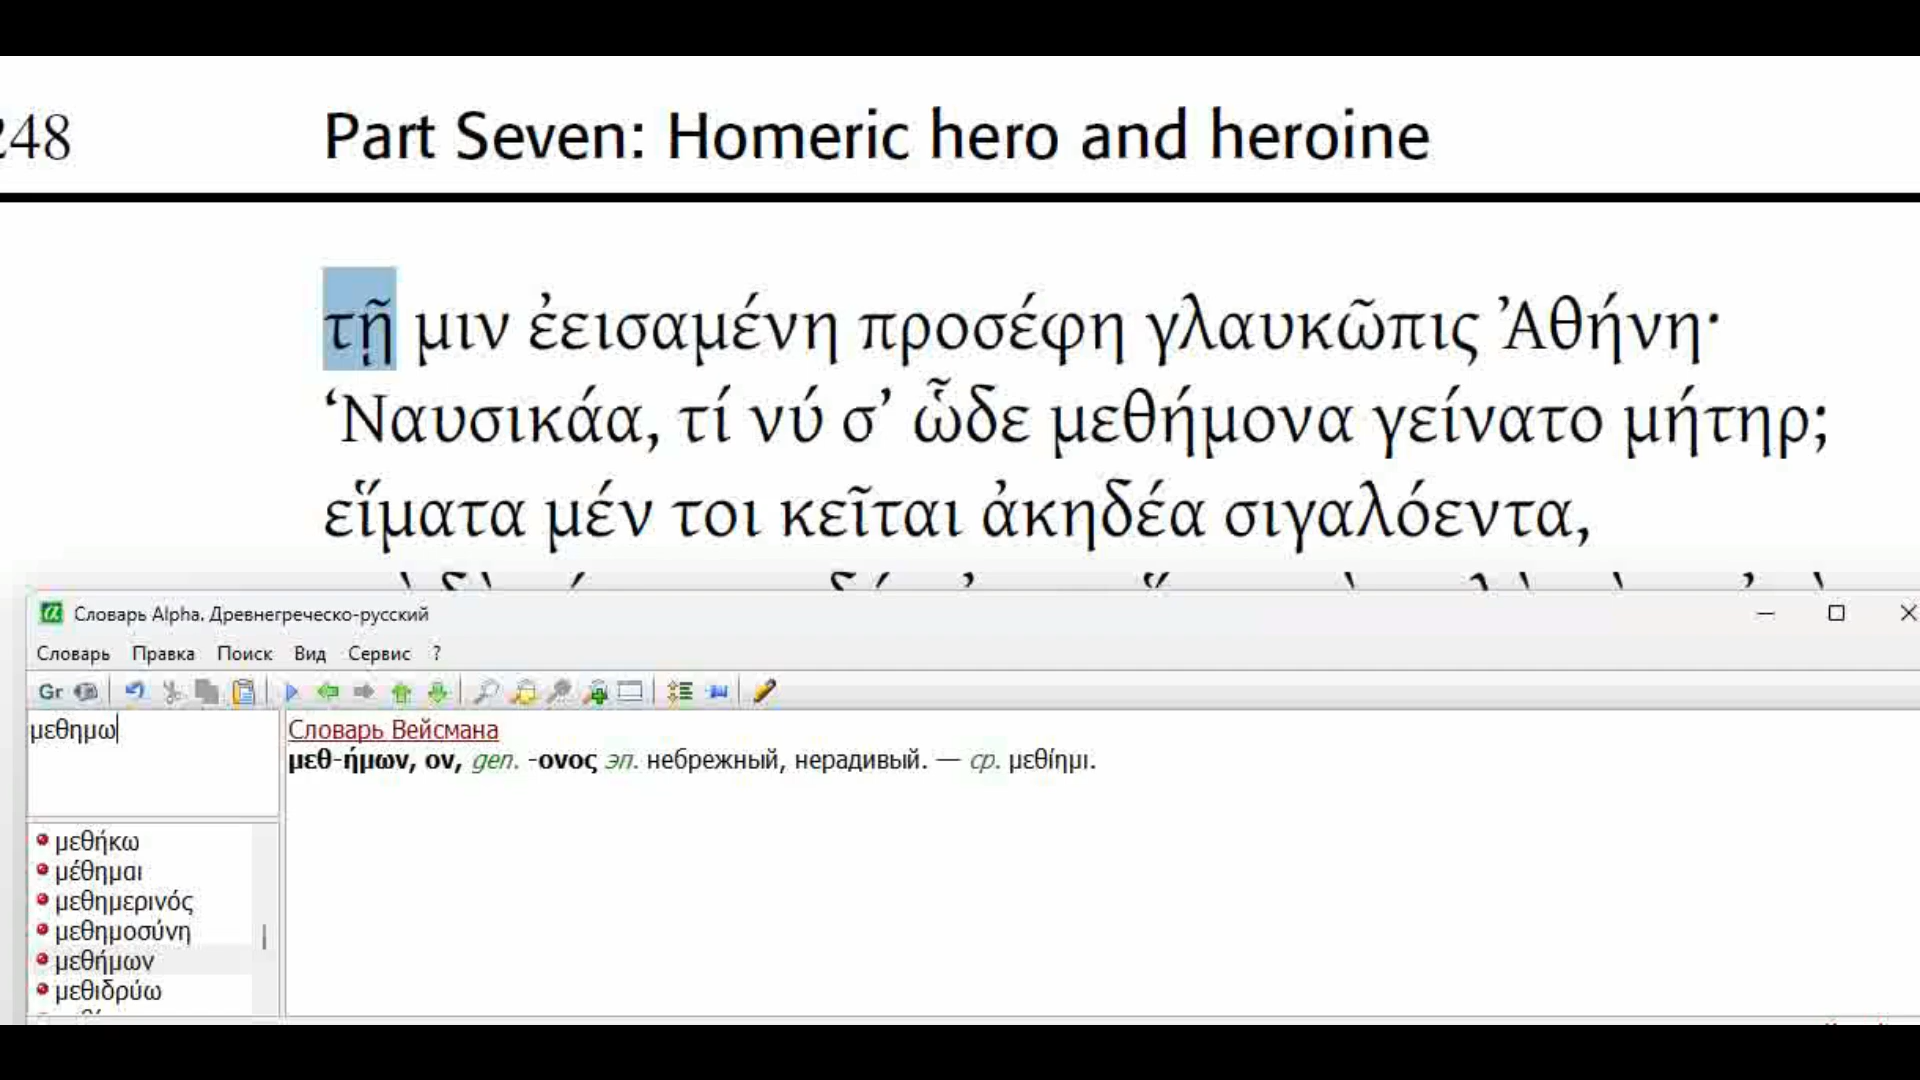 248 Part Seven: Homeric hero and heroine
τῇ μιν ἐεισαμένη προσέφη γλαυκῶπις Ἀθήνη·
‘Ναυσικάα, τί νύ σ’ ὧδε μεθήμονα γείνατο μήτηρ;
εἵματα μέν τοι κεῖται ἀκηδέα σιγαλόεντα,
Словарь Alpha. Древнегреческо-русский
Словарь Правка Поиск Вид Сервис ?
Gr
μεθημω
Словарь Вейсмана
μεθ-ήμων, ον, gen. -ονος эп. небрежный, нерадивый. — ср. μεθίημι.
μεθήκω
μέθημαι
μεθημερινός
μεθημοσύνη
μεθήμων
μεθιδρύω